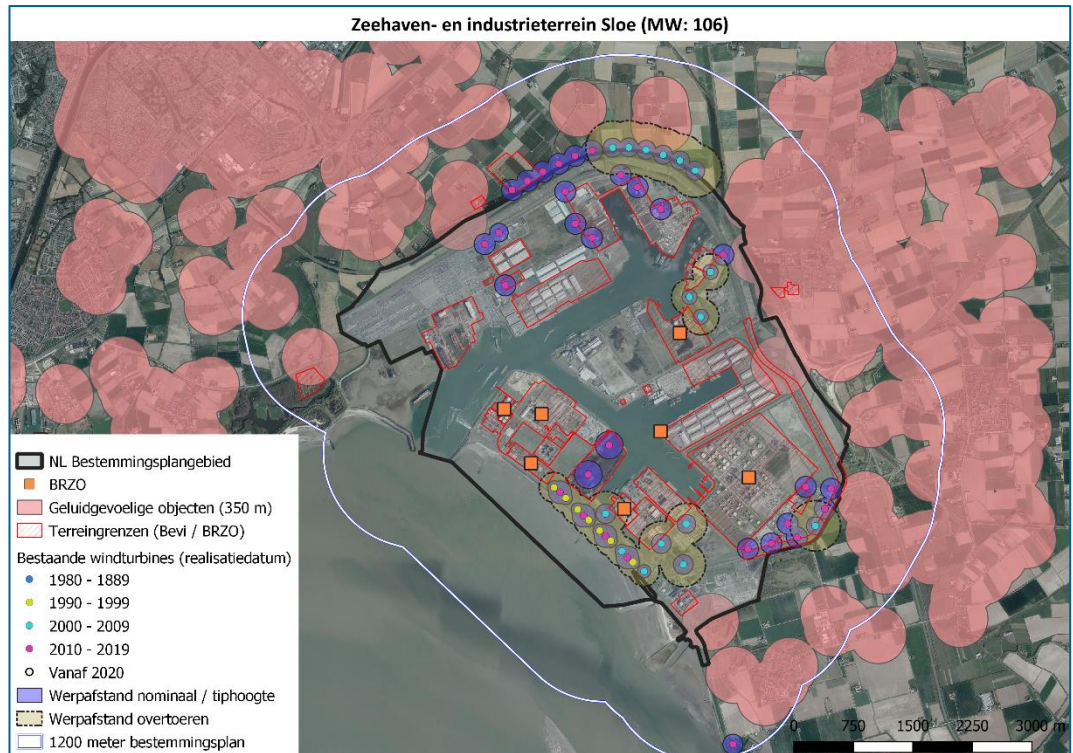 Zeehaven- en industrieterrein Sloe (MW: 106)
NL Bestemmingsplangebied
BRZO
Geluidgevoelige objecten (350 m)
Terreingrenzen (Bevi / BRZO)
Bestaande windturbines (realisatiedatum)
1980 - 1889
1990 - 1999
2000 - 2009
2010 - 2019
Vanaf 2020
Werpafstand nominaal / tiphoogte
Werpafstand overtoeren
1200 meter bestemmingsplan
0 750 1500 2250 3000 m